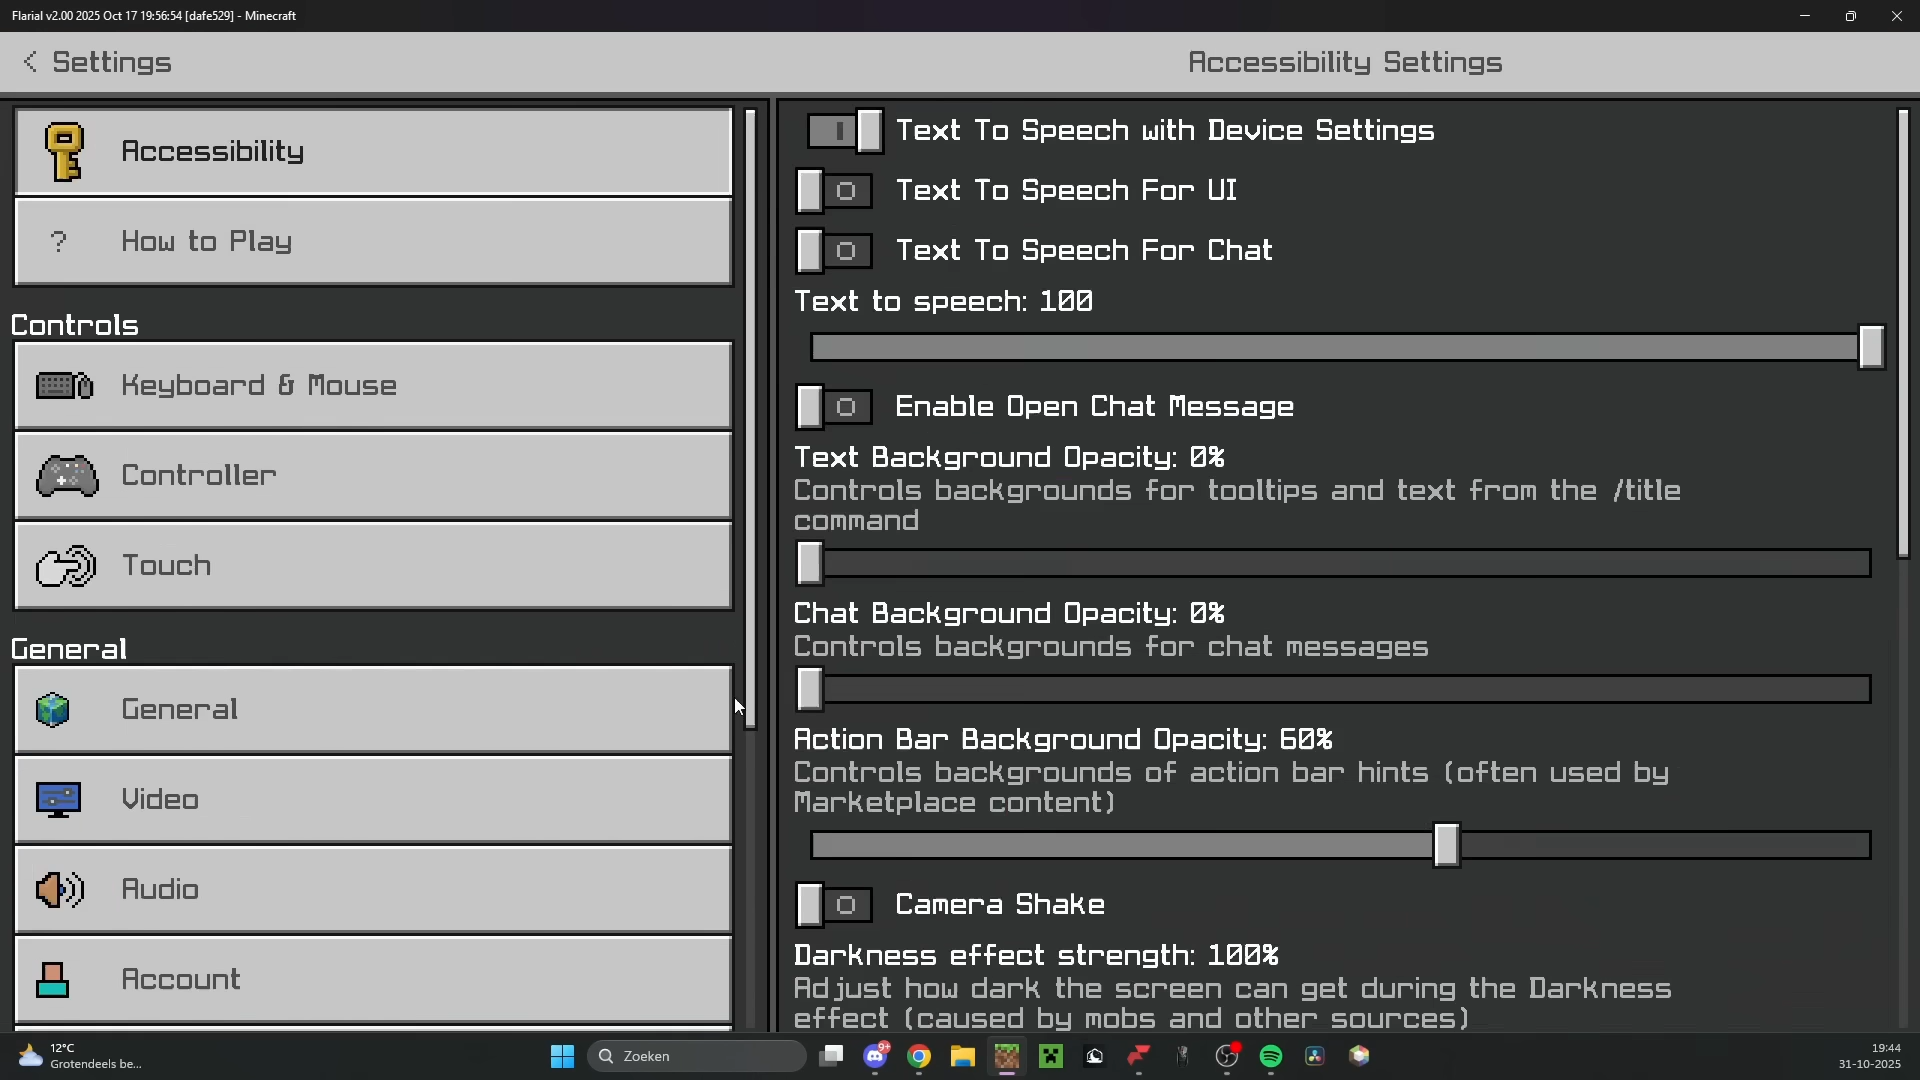 Flarial v2.00 2025 Oct 17 19:56:54 [dafe529] - Minecraft
< Settings
Accessibility Settings
Accessibility
? How to Play
Controls
Keyboard & Mouse
Controller
Touch
General
General
Video
Audio
Account
Text To Speech with Device Settings
Text To Speech For UI
Text To Speech For Chat
Text to speech: 100
Enable Open Chat Message
Text Background Opacity: 0%
Controls backgrounds for tooltips and text from the /title
command
Chat Background Opacity: 0%
Controls backgrounds for chat messages
Action Bar Background Opacity: 60%
Controls backgrounds of action bar hints (often used by
Marketplace content)
Camera Shake
Darkness effect strength: 100%
Adjust how dark the screen can get during the Darkness
effect (caused by mobs and other sources)
12°C
Grotendeels be...
Zoeken
9+
19:44
31-10-2025